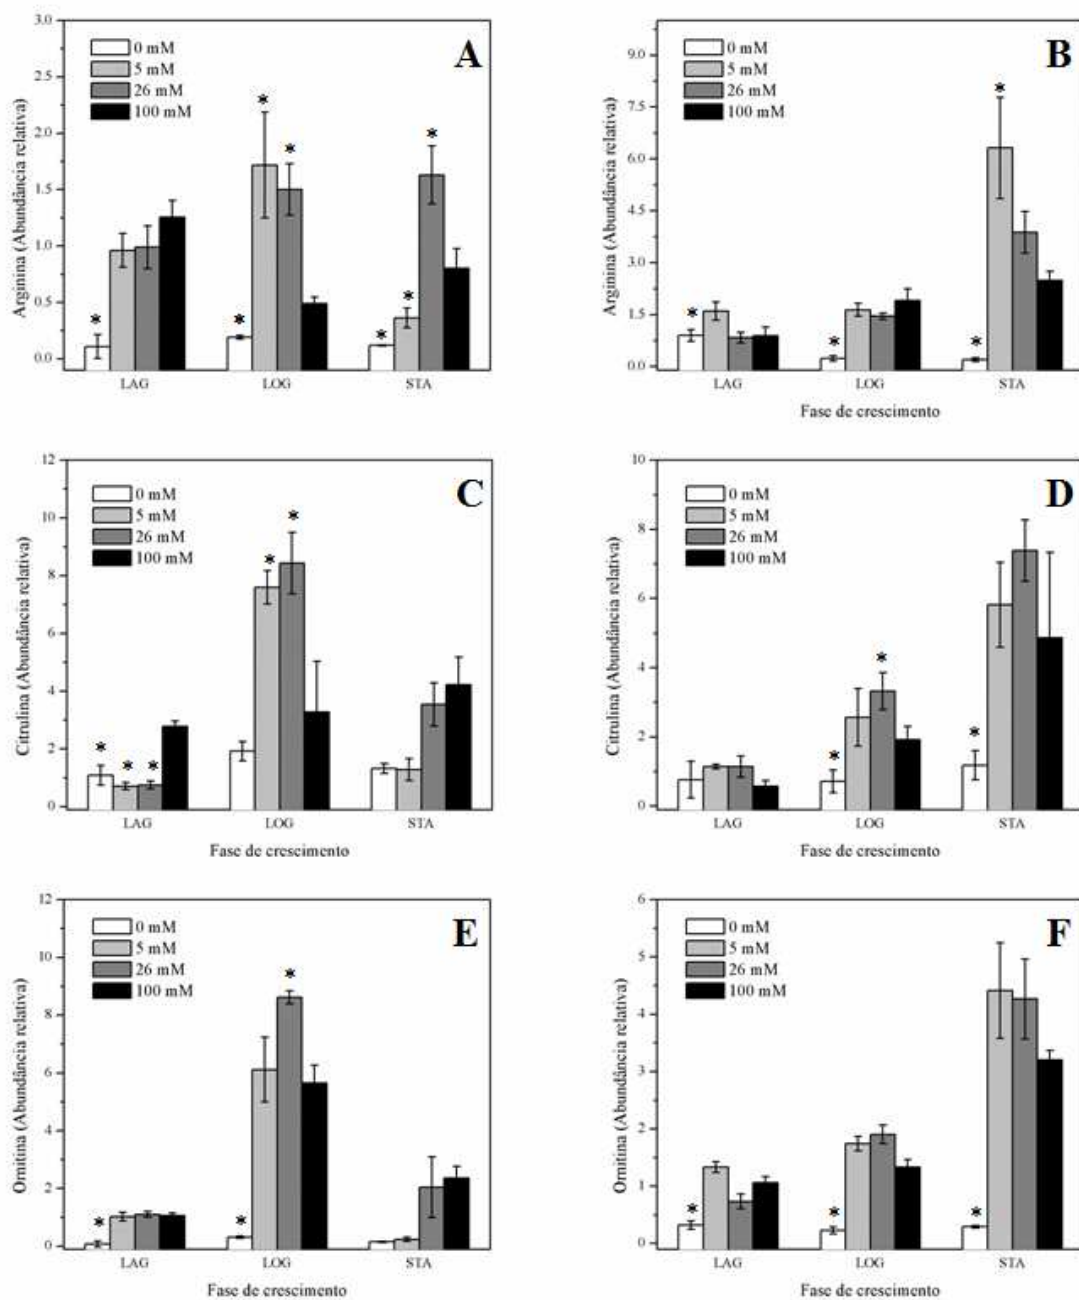 A
0 mM
5 mM
26 mM
100 mM
Arginina (Abundância relativa)
3.0
2.5
2.0
1.5
1.0
0.5
0.0
* * * * * * *
LAG LOG STA
B
0 mM
5 mM
26 mM
100 mM
Arginina (Abundância relativa)
9.0
7.5
6.0
4.5
3.0
1.5
0.0
* * * *
LAG LOG STA
Fase de crescimento
C
0 mM
5 mM
26 mM
100 mM
Citrulina (Abundância relativa)
12
10
8
6
4
2
0
* * * * *
LAG LOG STA
Fase de crescimento
D
0 mM
5 mM
26 mM
100 mM
Citrulina (Abundância relativa)
10
8
6
4
2
0
* * *
LAG LOG STA
Fase de crescimento
E
0 mM
5 mM
26 mM
100 mM
Ornitina (Abundância relativa)
12
10
8
6
4
2
0
* * *
LAG LOG STA
Fase de crescimento
F
0 mM
5 mM
26 mM
100 mM
Ornitina (Abundância relativa)
6
5
4
3
2
1
0
* * *
LAG LOG STA
Fase de crescimento